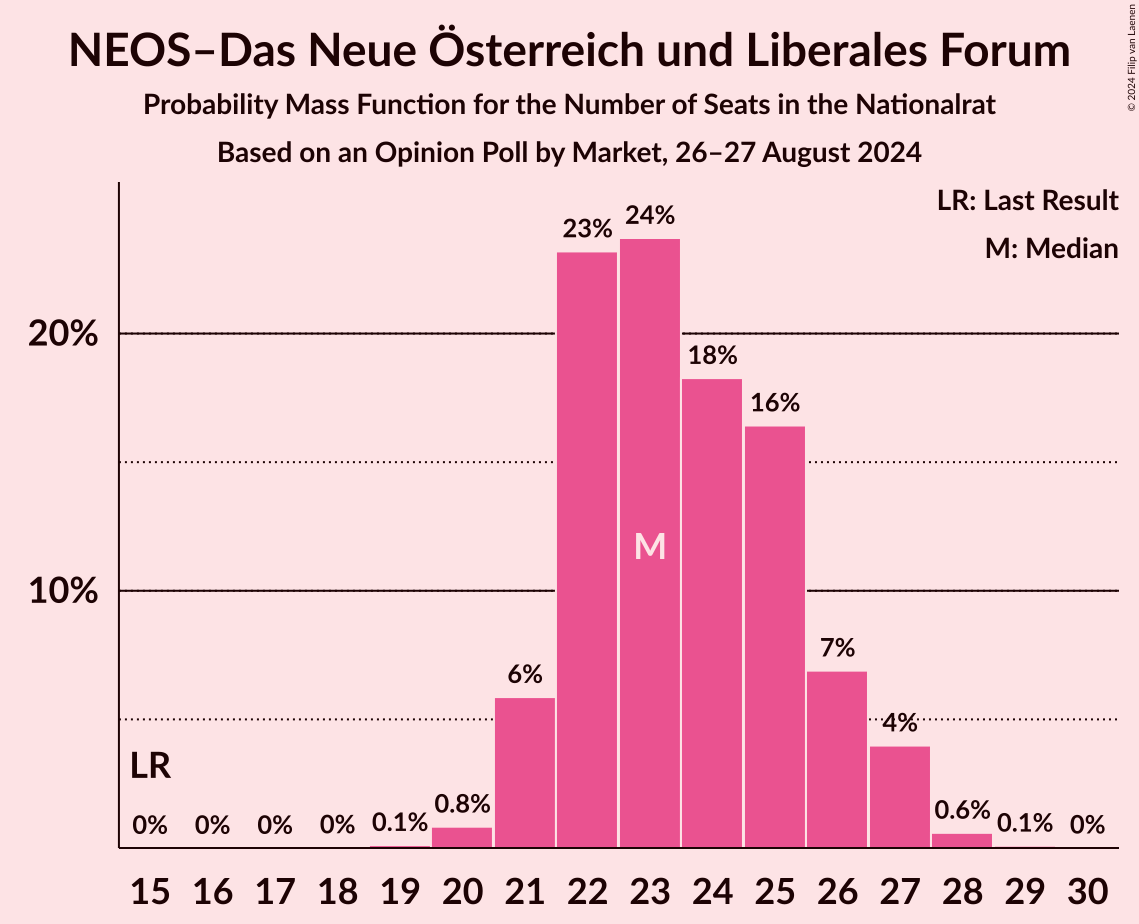 NEOS–Das Neue Österreich und Liberales Forum
Probability Mass Function for the Number of Seats in the Nationalrat
Based on an Opinion Poll by Market, 26–27 August 2024
© 2024 Filip van Laenen
LR: Last Result
M: Median
20%
10%
23%
24%
18%
16%
M
6%
7%
4%
LR
0%
0%
0%
0%
0.1%
0.8%
0.6%
0.1%
0%
15 16 17 18 19 20 21 22 23 24 25 26 27 28 29 30